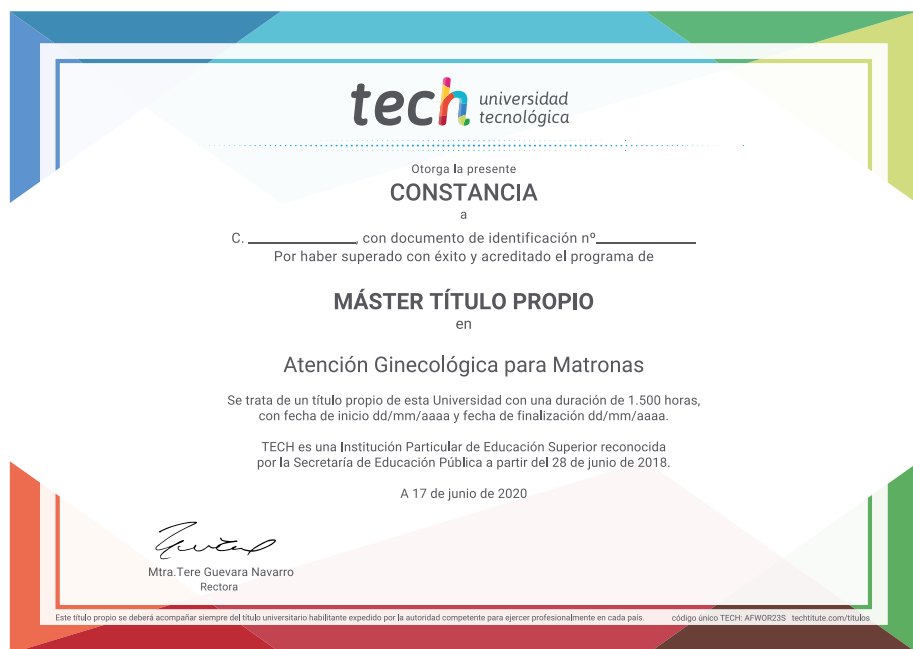 tech universidad
tecnológica
Otorga la presente
CONSTANCIA
a
C. ____________, con documento de identificación nº___________
Por haber superado con éxito y acreditado el programa de
MÁSTER TÍTULO PROPIO
en
Atención Ginecológica para Matronas
Se trata de un título propio de esta Universidad con una duración de 1.500 horas,
con fecha de inicio dd/mm/aaaa y fecha de finalización dd/mm/aaaa.
TECH es una Institución Particular de Educación Superior reconocida
por la Secretaría de Educación Pública a partir del 28 de junio de 2018.
A 17 de junio de 2020
Mtra.Tere Guevara Navarro
Rectora
Este título propio se deberá acompañar siempre del título universitario habilitante expedido por la autoridad competente para ejercer profesionalmente en cada país. código único TECH: AFWOR23S techtitute.com/titulos